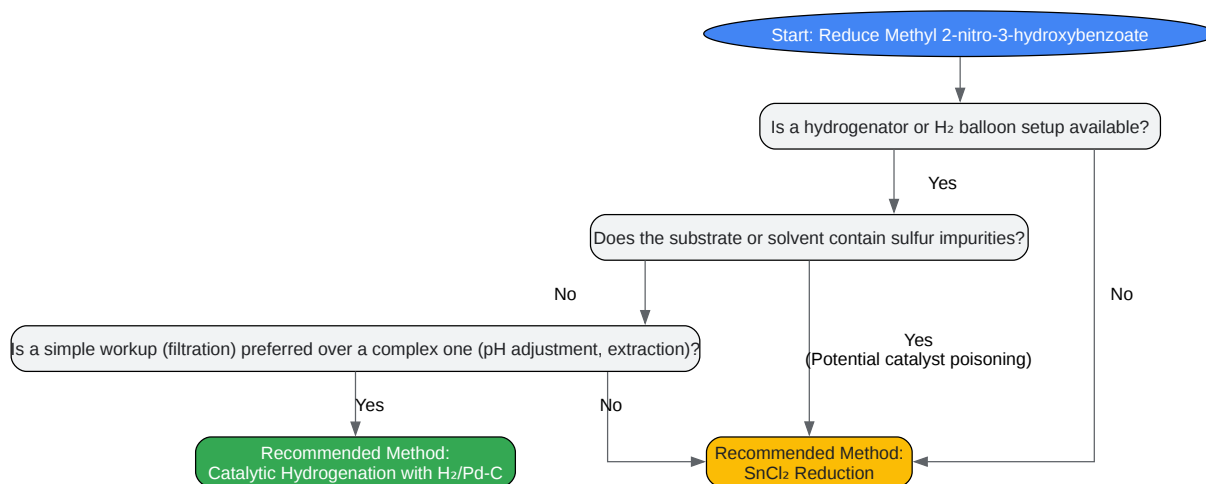 Start: Reduce Methyl 2-nitro-3-hydroxybenzoate
Is a hydrogenator or H₂ balloon setup available?
Yes
Does the substrate or solvent contain sulfur impurities?
No
No
Is a simple workup (filtration) preferred over a complex one (pH adjustment, extraction)?
Yes
(Potential catalyst poisoning)
Yes
No
Recommended Method:
Catalytic Hydrogenation with H₂/Pd-C
Recommended Method:
SnCl₂ Reduction